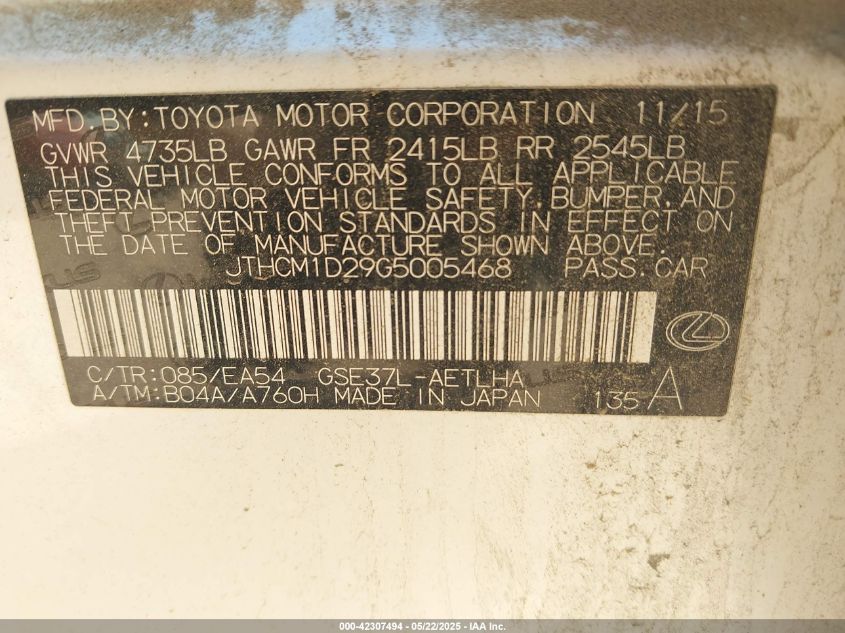 MFD BY:TOYOTA MOTOR CORPORATION 11/15
GVWR 4735LB GAWR FR 2415LB RR 2545LB
THIS VEHICLE CONFORMS TO ALL APPLICABLE
FEDERAL MOTOR VEHICLE SAFETY,BUMPER,AND
THEFT PREVENTION STANDARDS IN EFFECT ON
THE DATE OF MANUFACTURE SHOWN ABOVE.
JTHCM1D29G5005468 PASS.CAR
C/TR:085/EA54 GSE37L-AETLHA
A/TM:B04A/A760H MADE IN JAPAN 135 A
000-42307494 - 05/22/2025 - IAA Inc.